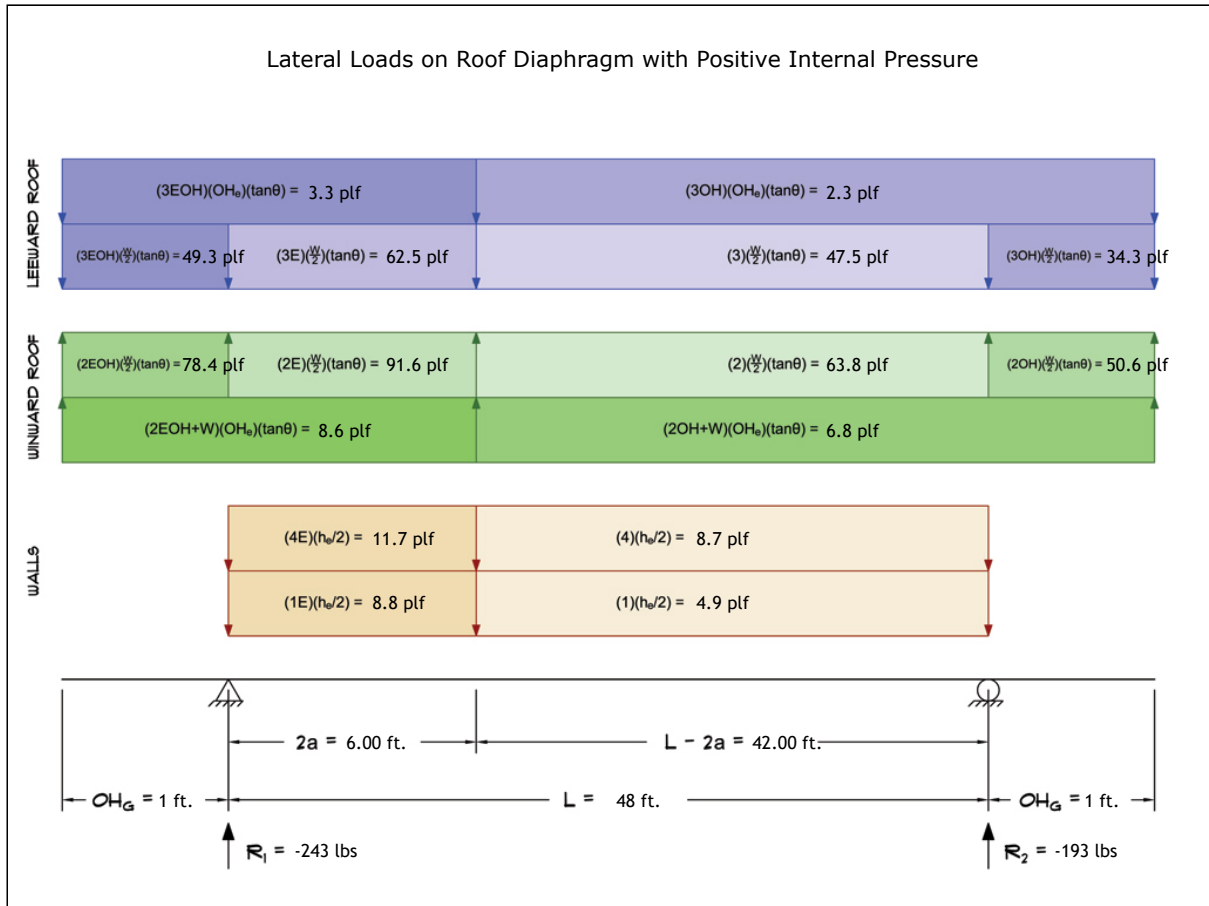 Lateral Loads on Roof Diaphragm with Positive Internal Pressure
LEEWARD ROOF
(3EOH)(OHₑ)(tanθ) = 3.3 plf
(3OH)(OHₑ)(tanθ) = 2.3 plf
(3EOH)(W/2)(tanθ) = 49.3 plf
(3E)(W/2)(tanθ) = 62.5 plf
(3)(W/2)(tanθ) = 47.5 plf
(3OH)(W/2)(tanθ) = 34.3 plf
WINWARD ROOF
(2EOH)(W/2)(tanθ) = 78.4 plf
(2E)(W/2)(tanθ) = 91.6 plf
(2)(W/2)(tanθ) = 63.8 plf
(2OH)(W/2)(tanθ) = 50.6 plf
(2EOH+W)(OHₑ)(tanθ) = 8.6 plf
(2OH+W)(OHₑ)(tanθ) = 6.8 plf
WALLS
(4E)(hₑ/2) = 11.7 plf
(4)(hₑ/2) = 8.7 plf
(1E)(hₑ/2) = 8.8 plf
(1)(hₑ/2) = 4.9 plf
2a = 6.00 ft.
L - 2a = 42.00 ft.
OH_G = 1 ft.
L = 48 ft.
OH_G = 1 ft.
R₁ = -243 lbs
R₂ = -193 lbs